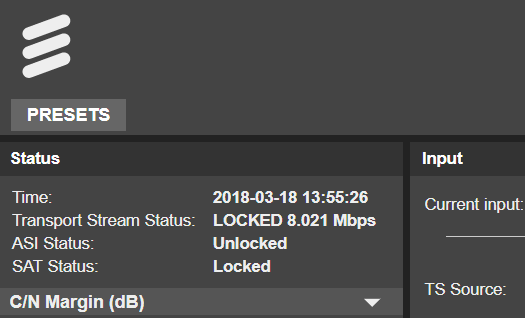 PRESETS
Status
Time: 2018-03-18 13:55:26
Transport Stream Status: LOCKED 8.021 Mbps
ASI Status: Unlocked
SAT Status: Locked
C/N Margin (dB)
Input
Current input:
TS Source: